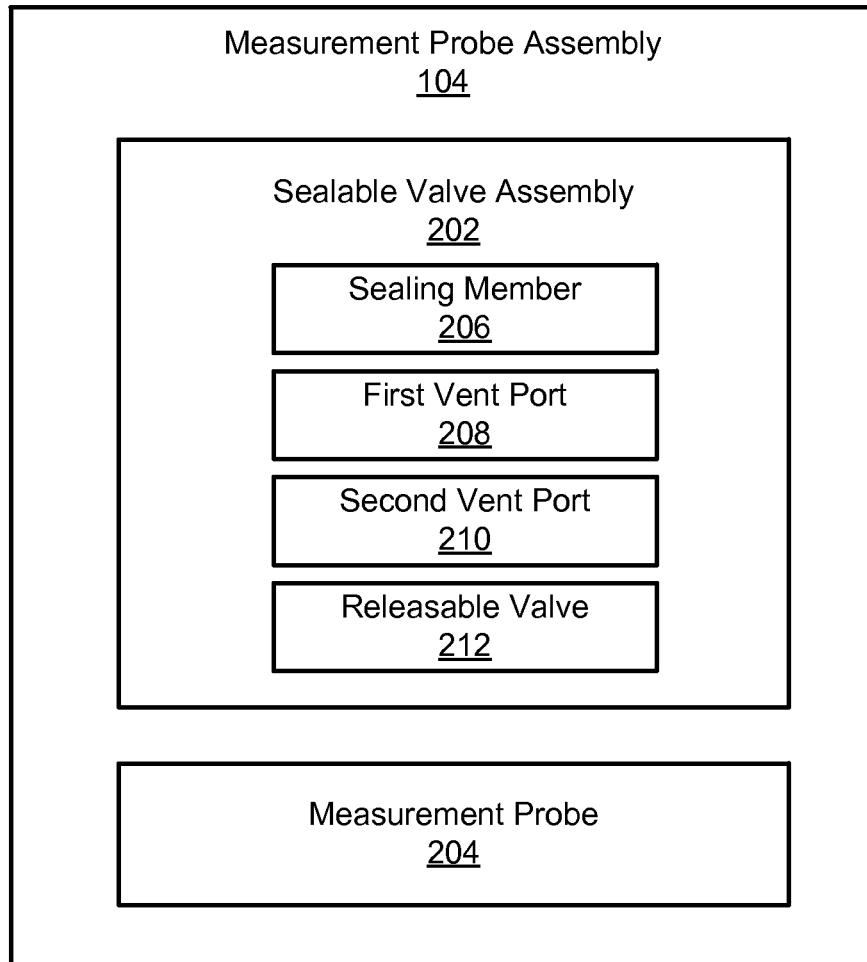 Measurement Probe Assembly
104
Sealable Valve Assembly
202
Sealing Member
206
First Vent Port
208
Second Vent Port
210
Releasable Valve
212
Measurement Probe
204